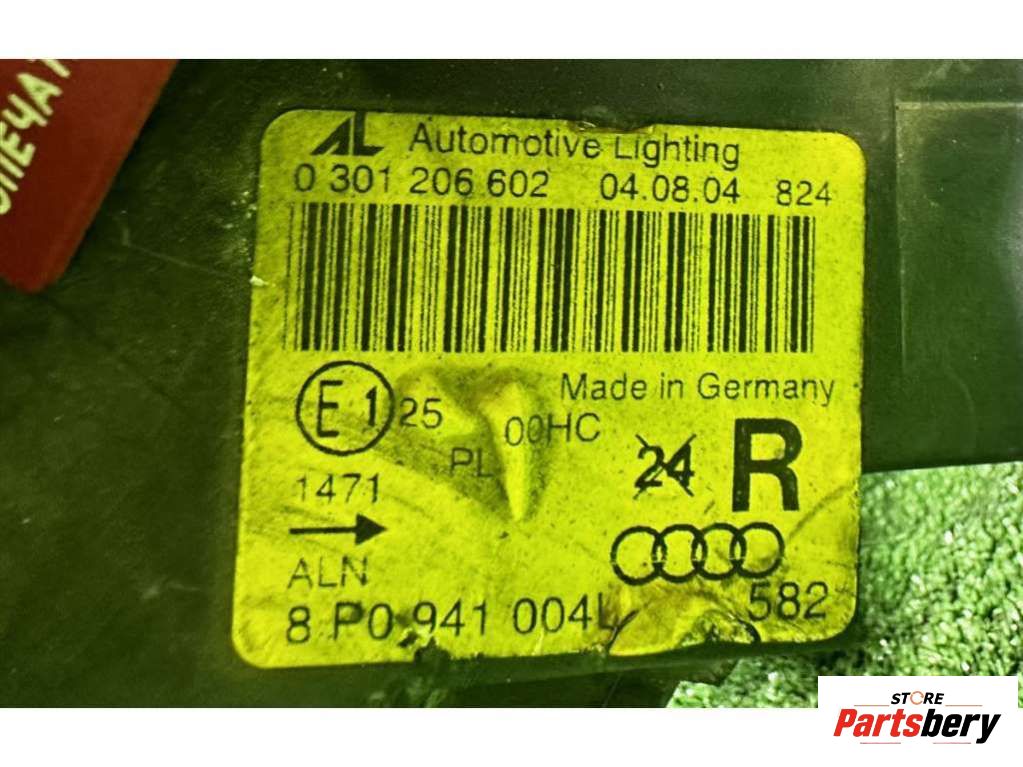 AL Automotive Lighting
0 301 206 602 04.08.04 824
E1 25
Made in Germany
PL 00HC
24 R
1471
ALN
8 P0 941 004L 582
STORE
Partsbery